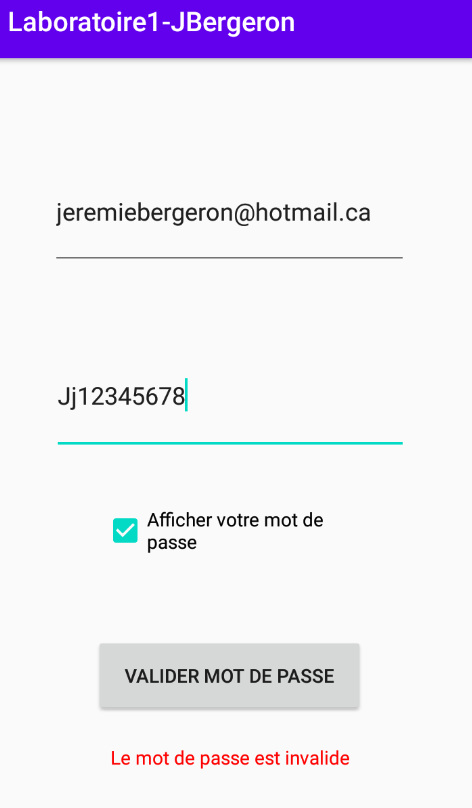 Laboratoire1-JBergeron
jeremiebergeron@hotmail.ca
Jj12345678
Afficher votre mot de
passe
VALIDER MOT DE PASSE
Le mot de passe est invalide